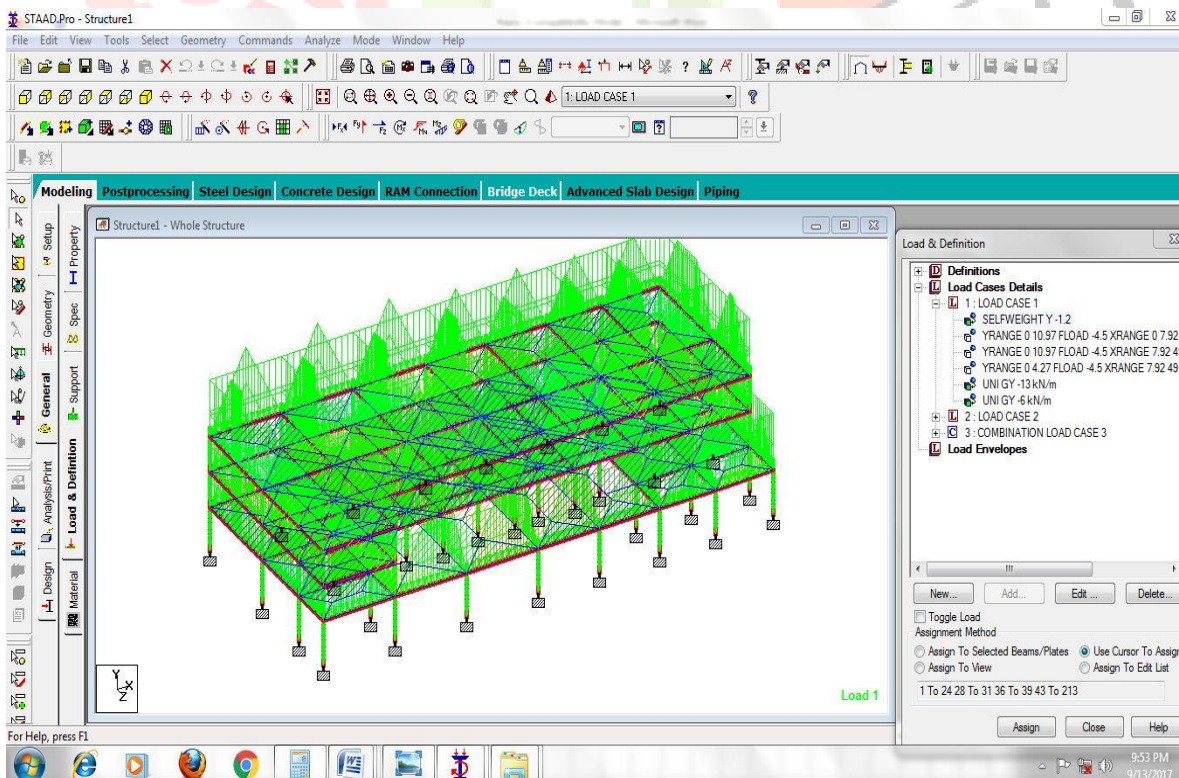 STAAD.Pro - Structure1
File Edit View Tools Select Geometry Commands Analyze Mode Window Help
1: LOAD CASE 1
Modeling Postprocessing Steel Design Concrete Design RAM Connection Bridge Deck Advanced Slab Design Piping
Setup
Geometry
General
Analysis/Print
Design
Property
Spec
Support
Load & Definition
Material
Structure1 - Whole Structure
Y
X
Z
Load 1
Load & Definition
Definitions
Load Cases Details
1 : LOAD CASE 1
SELFWEIGHT Y -1.2
YRANGE 0 10.97 FLOAD -4.5 XRANGE 0 7.92
YRANGE 0 10.97 FLOAD -4.5 XRANGE 7.92 4
YRANGE 0 4.27 FLOAD -4.5 XRANGE 7.92 49
UNI GY -13 kN/m
UNI GY -6 kN/m
2 : LOAD CASE 2
3 : COMBINATION LOAD CASE 3
Load Envelopes
New... Add... Edit ... Delete...
Toggle Load
Assignment Method
Assign To Selected Beams/Plates Use Cursor To Assign
Assign To View Assign To Edit List
1 To 24 28 To 31 36 To 39 43 To 213
Assign Close Help
For Help, press F1
9:53 PM
9/13/2017